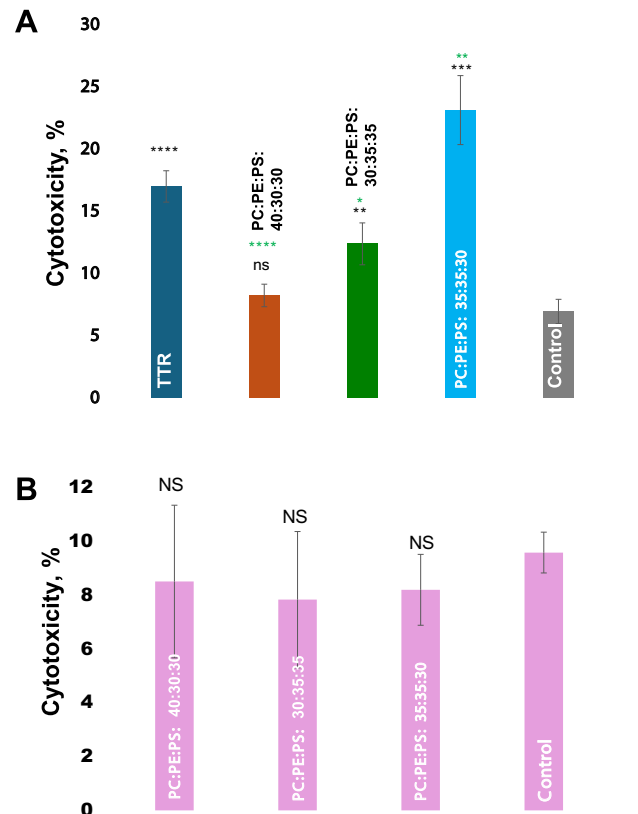 A
30
25
20
15
10
5
0
Cytotoxicity, %
****
TTR
PC:PE:PS:
40:30:30
****
ns
PC:PE:PS:
30:35:35
*
**
**
***
PC:PE:PS: 35:35:30
Control
B
12
10
8
6
4
2
0
Cytotoxicity, %
NS
PC:PE:PS: 40:30:30
NS
PC:PE:PS: 30:35:35
NS
PC:PE:PS: 35:35:30
Control